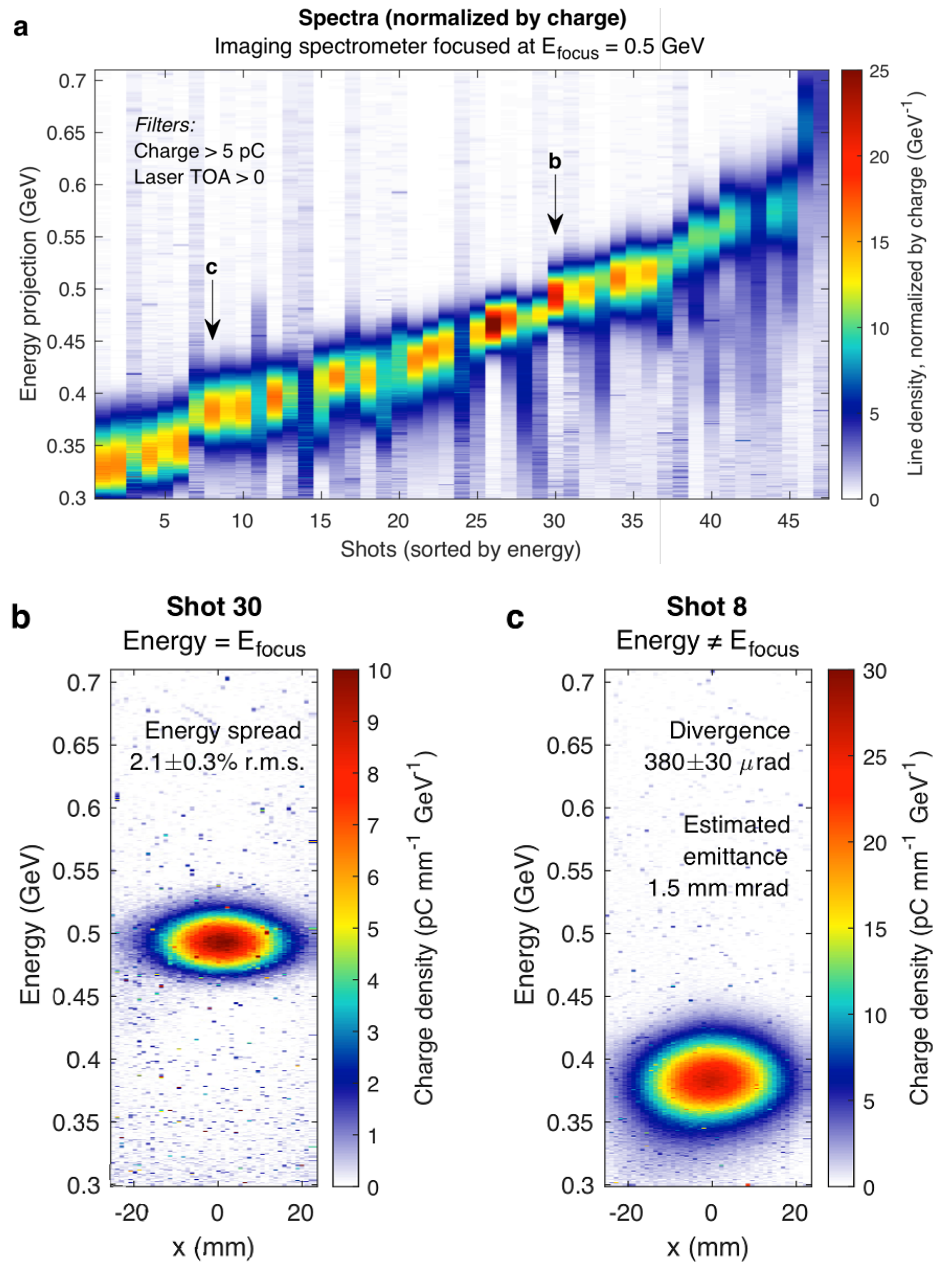 a
Spectra (normalized by charge)
Imaging spectrometer focused at E_focus = 0.5 GeV
Filters:
Charge > 5 pC
Laser TOA > 0
c
b
Energy projection (GeV)
0.7
0.65
0.6
0.55
0.5
0.45
0.4
0.35
0.3
5 10 15 20 25 30 35 40 45
Shots (sorted by energy)
25
20
15
10
5
0
Line density, normalized by charge (GeV⁻¹)
b
Shot 30
Energy = E_focus
Energy spread
2.1±0.3% r.m.s.
Energy (GeV)
0.7
0.65
0.6
0.55
0.5
0.45
0.4
0.35
0.3
-20 0 20
x (mm)
10
9
8
7
6
5
4
3
2
1
0
Charge density (pC mm⁻¹ GeV⁻¹)
c
Shot 8
Energy ≠ E_focus
Divergence
380±30 μrad
Estimated
emittance
1.5 mm mrad
Energy (GeV)
0.7
0.65
0.6
0.55
0.5
0.45
0.4
0.35
0.3
-20 0 20
x (mm)
30
25
20
15
10
5
0
Charge density (pC mm⁻¹ GeV⁻¹)